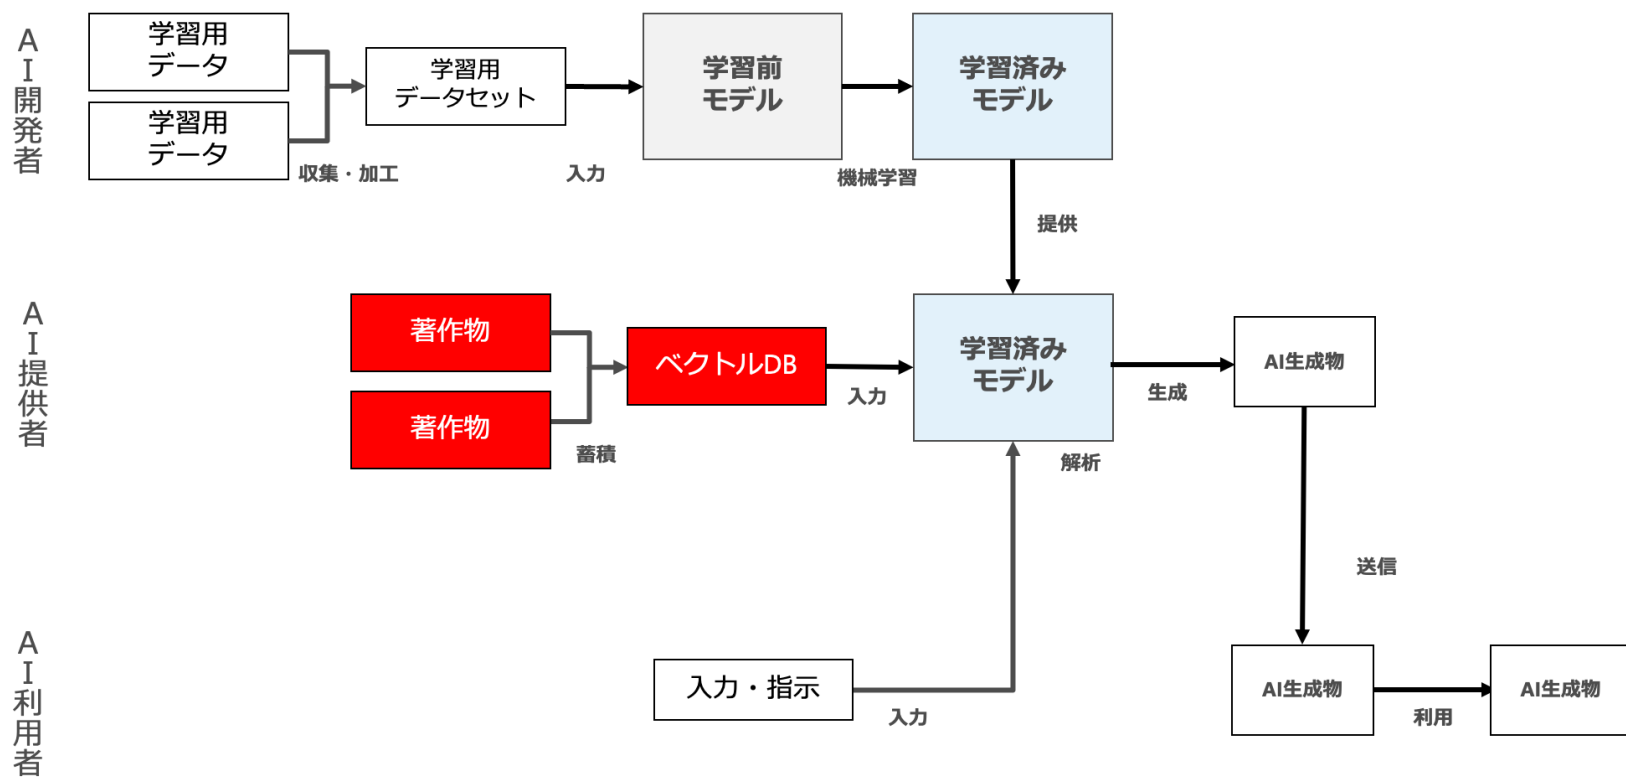 AI開発者
学習用
データ
学習用
データ
収集・加工
学習用
データセット
入力
学習前
モデル
機械学習
学習済み
モデル
提供
AI提供者
著作物
著作物
蓄積
ベクトルDB
入力
学習済み
モデル
解析
生成
AI生成物
送信
AI利用者
入力・指示
入力
AI生成物
利用
AI生成物